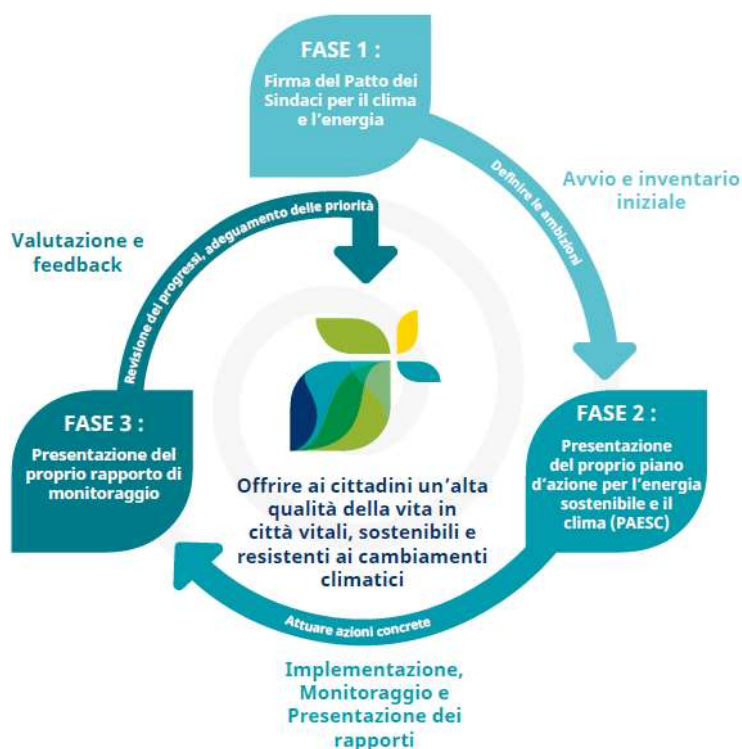 FASE 1 :
Firma del Patto dei
Sindaci per il clima
e l'energia
Definire le ambizioni
Avvio e inventario
iniziale
FASE 2 :
Presentazione
del proprio piano
d'azione per l'energia
sostenibile e il
clima (PAESC)
Attuare azioni concrete
Implementazione,
Monitoraggio e
Presentazione dei
rapporti
FASE 3 :
Presentazione del
proprio rapporto di
monitoraggio
Revisione dei progressi, adeguamento delle priorità
Valutazione e
feedback
Offrire ai cittadini un'alta
qualità della vita in
città vitali, sostenibili e
resistenti ai cambiamenti
climatici